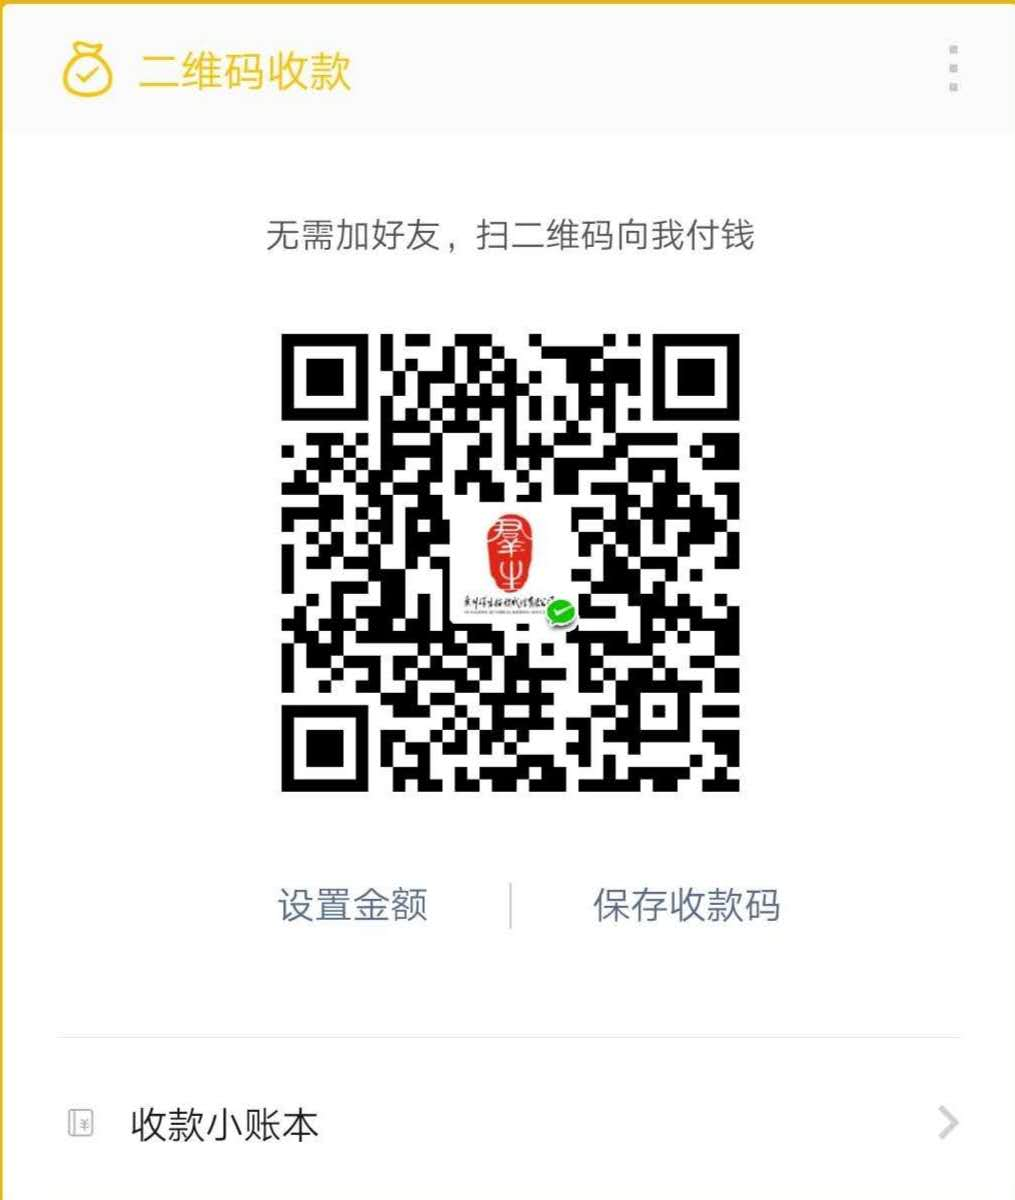 二维码收款
无需加好友，扫二维码向我付钱
设置金额
保存收款码
收款小账本